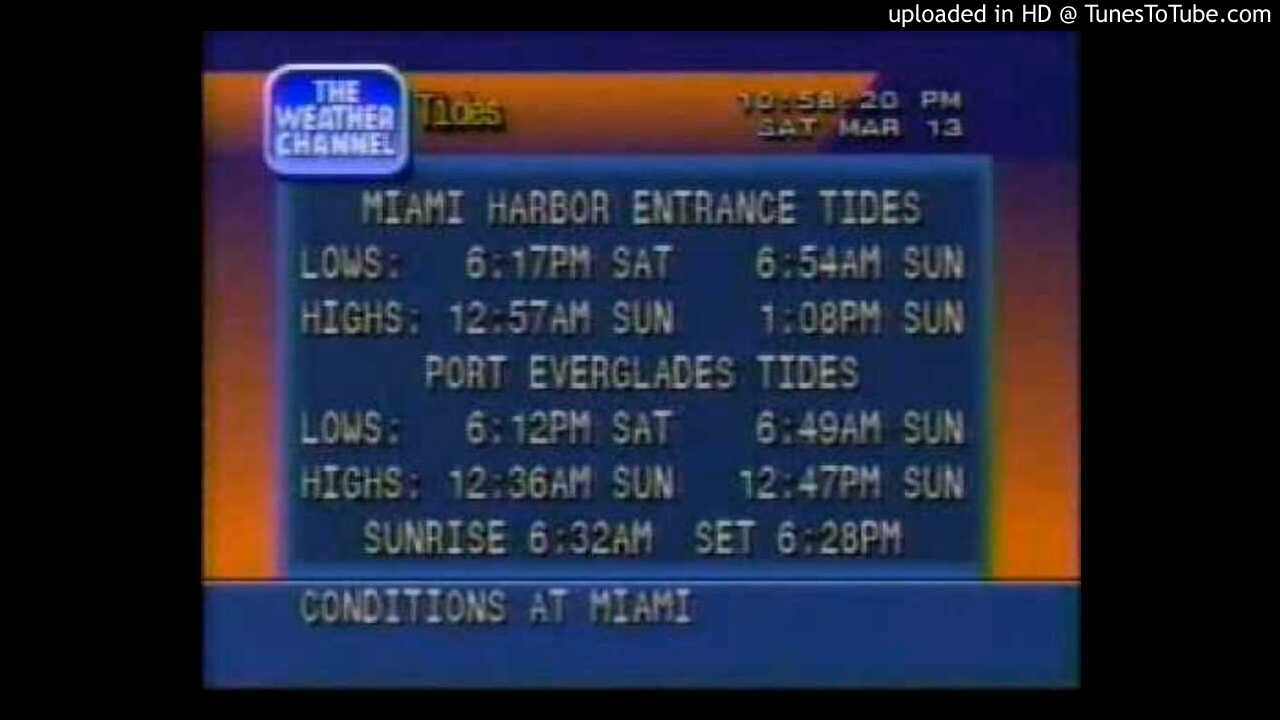 uploaded in HD @ TunesToTube.com
THE
WEATHER
CHANNEL
Tides
10:58:20 PM
SAT MAR 13
MIAMI HARBOR ENTRANCE TIDES
LOWS: 6:17PM SAT 6:54AM SUN
HIGHS: 12:57AM SUN 1:08PM SUN
PORT EVERGLADES TIDES
LOWS: 6:12PM SAT 6:49AM SUN
HIGHS: 12:36AM SUN 12:47PM SUN
SUNRISE 6:32AM SET 6:28PM
CONDITIONS AT MIAMI